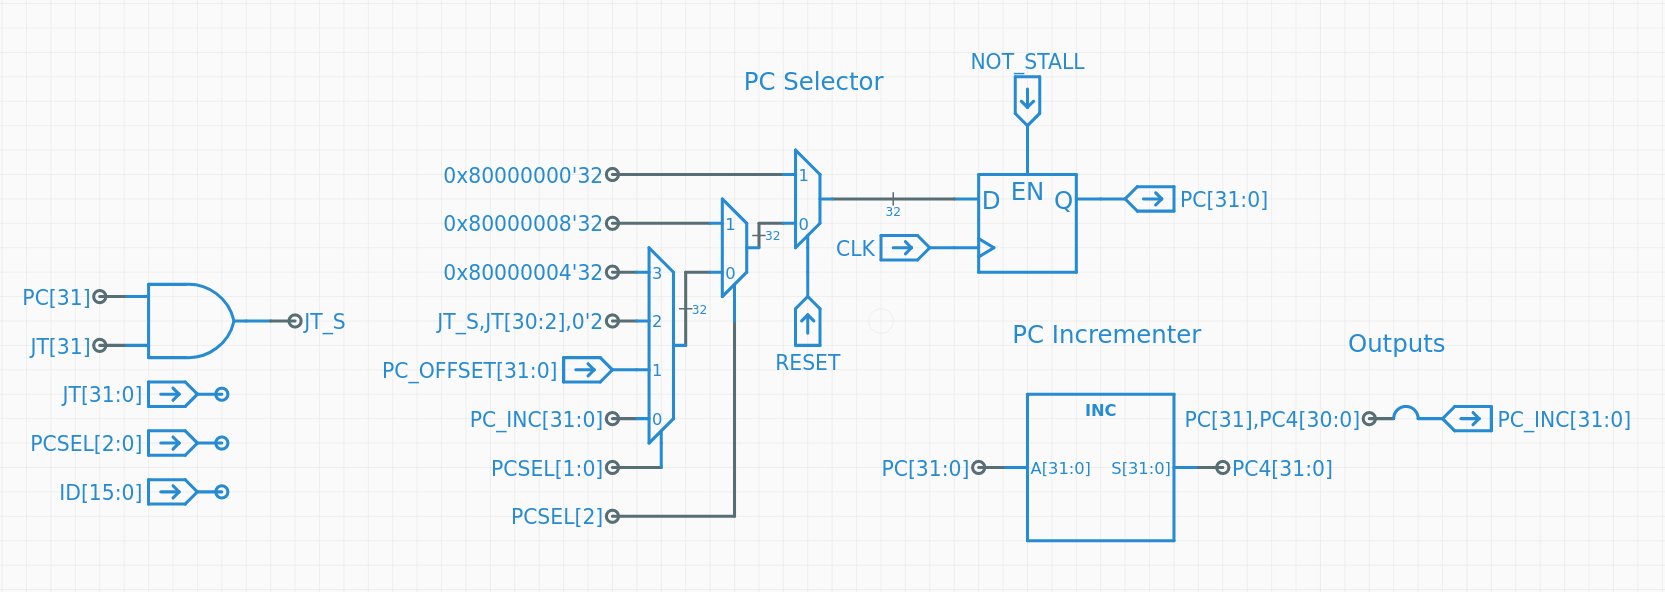 NOT_STALL
PC Selector
0x80000000'32
1
D
EN
Q
PC[31:0]
32
0x80000008'32
1
32
0
CLK
0x80000004'32
3
0
PC[31]
JT_S
32
JT_S,JT[30:2],0'2
2
JT[31]
RESET
PC Incrementer
Outputs
PC_OFFSET[31:0]
1
JT[31:0]
INC
PC_INC[31:0]
0
PC[31],PC4[30:0]
PC_INC[31:0]
PCSEL[2:0]
PCSEL[1:0]
PC[31:0]
A[31:0]
S[31:0]
PC4[31:0]
ID[15:0]
PCSEL[2]